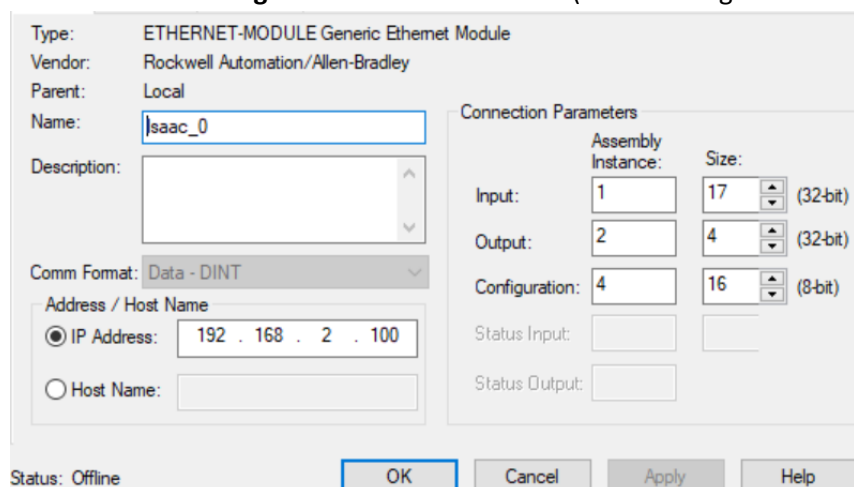 Type: ETHERNET-MODULE Generic Ethernet Module
Vendor: Rockwell Automation/Allen-Bradley
Parent: Local
Name: Isaac_0
Description:
Comm Format: Data - DINT
Address / Host Name
IP Address: 192 . 168 . 2 . 100
Host Name:
Connection Parameters
Assembly
Instance: Size:
Input: 1 17 (32-bit)
Output: 2 4 (32-bit)
Configuration: 4 16 (8-bit)
Status Input:
Status Output:
Status: Offline
OK Cancel Apply Help